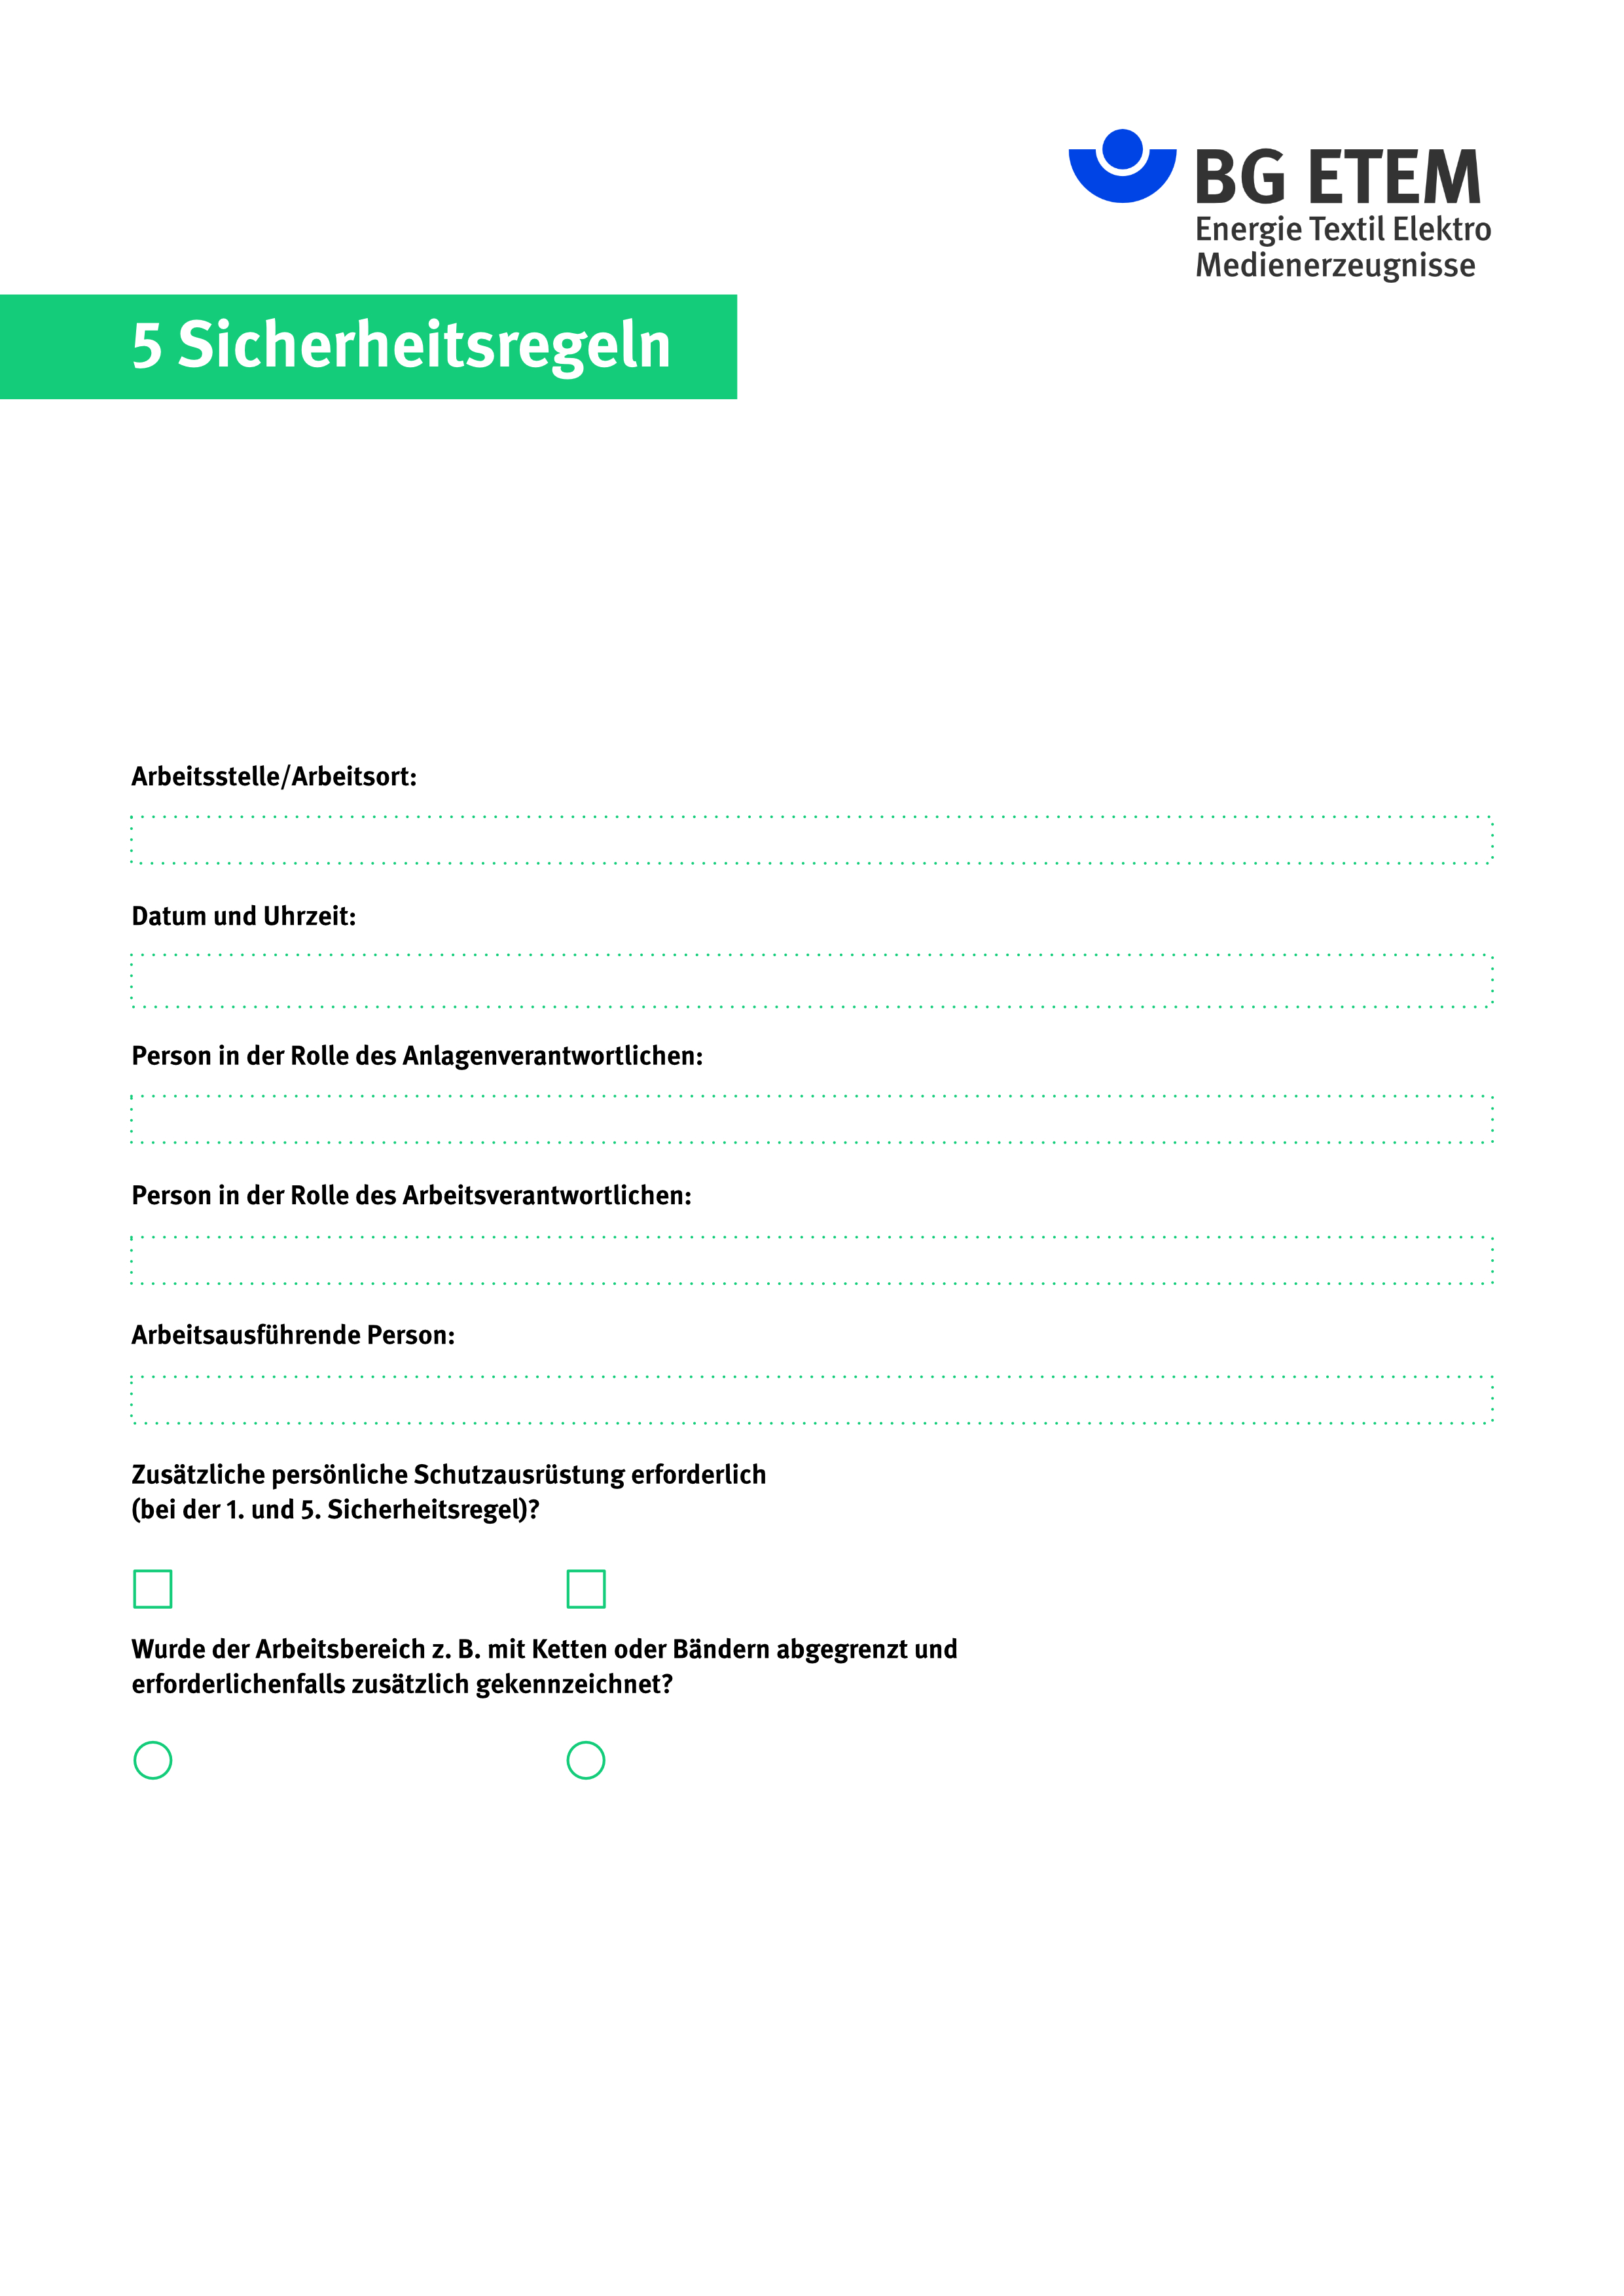 BG ETEM
Energie Textil Elektro
Medienerzeugnisse
5 Sicherheitsregeln
Arbeitsstelle/Arbeitsort:
Datum und Uhrzeit:
Person in der Rolle des Anlagenverantwortlichen:
Person in der Rolle des Arbeitsverantwortlichen:
Arbeitsausführende Person:
Zusätzliche persönliche Schutzausrüstung erforderlich
(bei der 1. und 5. Sicherheitsregel)?
Wurde der Arbeitsbereich z. B. mit Ketten oder Bändern abgegrenzt und
erforderlichenfalls zusätzlich gekennzeichnet?